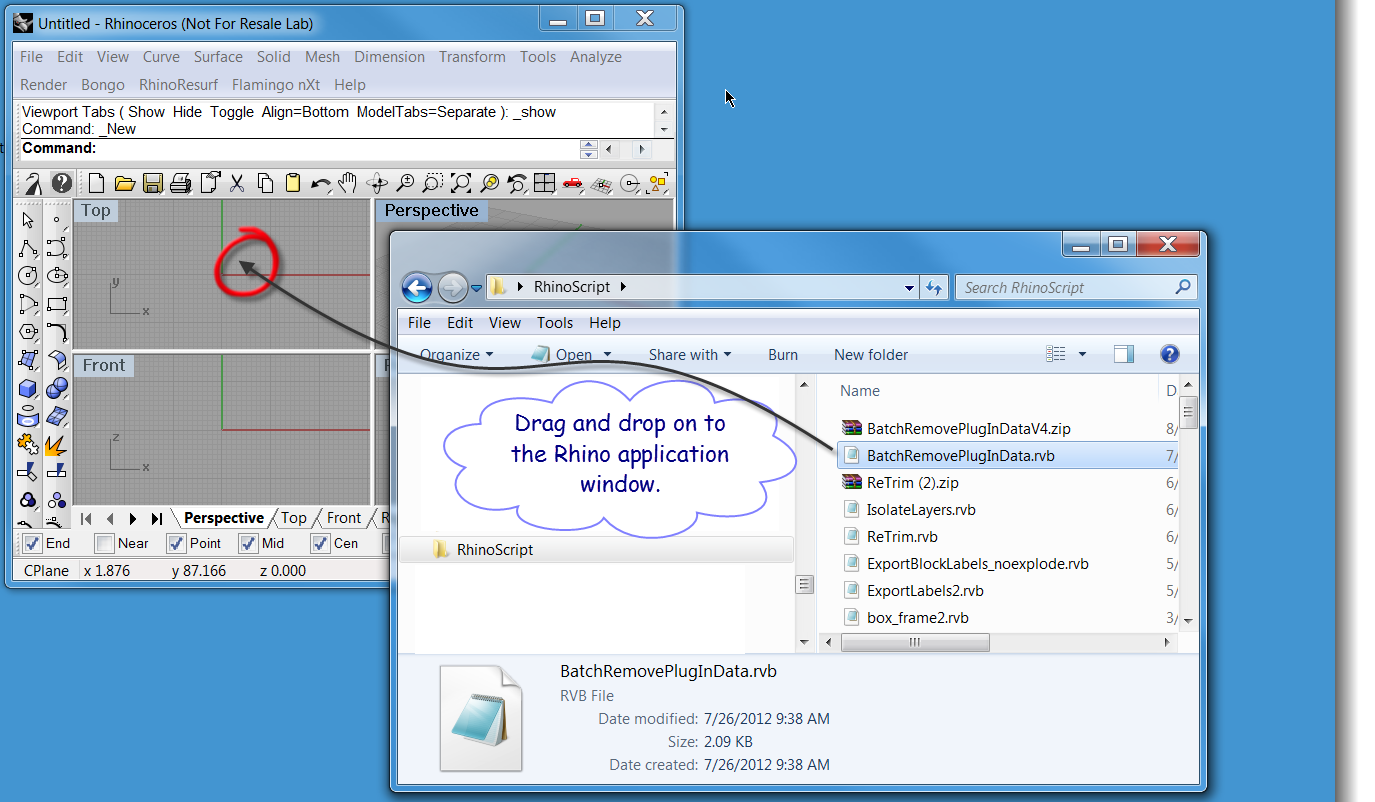 Untitled - Rhinoceros (Not For Resale Lab)
File Edit View Curve Surface Solid Mesh Dimension Transform Tools Analyze
Render Bongo RhinoResurf Flamingo nXt Help
Viewport Tabs ( Show Hide Toggle Align=Bottom ModelTabs=Separate ): _show
Command: _New
Command:
Top
Perspective
y
x
Front
z
x
Perspective Top Front R
End Near Point Mid Cen
CPlane x 1.876 y 87.166 z 0.000
RhinoScript
Search RhinoScript
File Edit View Tools Help
Organize Open Share with Burn New folder
Drag and drop on to
the Rhino application
window.
RhinoScript
Name D
BatchRemovePlugInDataV4.zip 8/
BatchRemovePlugInData.rvb 7/
ReTrim (2).zip 6/
IsolateLayers.rvb 6/
ReTrim.rvb 6/
ExportBlockLabels_noexplode.rvb 5/
ExportLabels2.rvb 5/
box_frame2.rvb 3/
BatchRemovePlugInData.rvb
RVB File
Date modified: 7/26/2012 9:38 AM
Size: 2.09 KB
Date created: 7/26/2012 9:38 AM